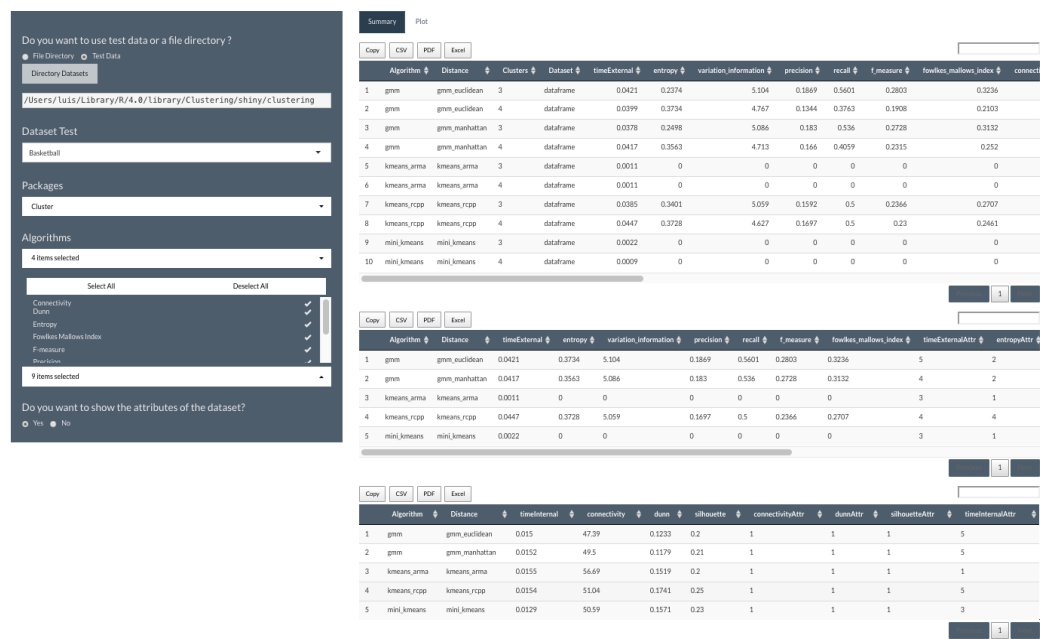 Do you want to use test data or a file directory ?
File Directory Test Data
Directory Datasets
/Users/luis/Library/R/4.0/library/Clustering/shiny/clustering
Dataset Test
Basketball
Packages
Cluster
Algorithms
4 items selected
Select All Deselect All
Connectivity
Dunn
Entropy
Fowlkes Mallows Index
F-measure
Precision
9 items selected
Do you want to show the attributes of the dataset?
Yes No
Summary Plot
Copy CSV PDF Excel
Algorithm Distance Clusters Dataset timeExternal entropy variation_information precision recall f_measure fowlkes_mallows_index connecti
1 gmm gmm_euclidean 3 dataframe 0.0421 0.2374 5.104 0.1869 0.5601 0.2803 0.3236
2 gmm gmm_euclidean 4 dataframe 0.0399 0.3734 4.767 0.1344 0.3763 0.1908 0.2103
3 gmm gmm_manhattan 3 dataframe 0.0378 0.2498 5.086 0.183 0.536 0.2728 0.3132
4 gmm gmm_manhattan 4 dataframe 0.0417 0.3563 4.713 0.166 0.4059 0.2315 0.252
5 kmeans_arma kmeans_arma 3 dataframe 0.0011 0 0 0 0 0 0
6 kmeans_arma kmeans_arma 4 dataframe 0.0011 0 0 0 0 0 0
7 kmeans_rcpp kmeans_rcpp 3 dataframe 0.0385 0.3401 5.059 0.1592 0.5 0.2366 0.2707
8 kmeans_rcpp kmeans_rcpp 4 dataframe 0.0447 0.3728 4.627 0.1697 0.5 0.23 0.2461
9 mini_kmeans mini_kmeans 3 dataframe 0.0022 0 0 0 0 0 0
10 mini_kmeans mini_kmeans 4 dataframe 0.0009 0 0 0 0 0 0
1
Copy CSV PDF Excel
Algorithm Distance timeExternal entropy variation_information precision recall f_measure fowlkes_mallows_index timeExternalAttr entropyAttr
1 gmm gmm_euclidean 0.0421 0.3734 5.104 0.1869 0.5601 0.2803 0.3236 5 2
2 gmm gmm_manhattan 0.0417 0.3563 5.086 0.183 0.536 0.2728 0.3132 4 2
3 kmeans_arma kmeans_arma 0.0011 0 0 0 0 0 0 3 1
4 kmeans_rcpp kmeans_rcpp 0.0447 0.3728 5.059 0.1697 0.5 0.2366 0.2707 4 4
5 mini_kmeans mini_kmeans 0.0022 0 0 0 0 0 0 3 1
1
Copy CSV PDF Excel
Algorithm Distance timeInternal connectivity dunn silhouette connectivityAttr dunnAttr silhouetteAttr timeInternalAttr
1 gmm gmm_euclidean 0.015 47.39 0.1233 0.2 1 1 1 5
2 gmm gmm_manhattan 0.0152 49.5 0.1179 0.21 1 1 1 5
3 kmeans_arma kmeans_arma 0.0155 56.69 0.1519 0.2 1 1 1 1
4 kmeans_rcpp kmeans_rcpp 0.0154 51.04 0.1741 0.25 1 1 1 5
5 mini_kmeans mini_kmeans 0.0129 50.59 0.1571 0.23 1 1 1 3
1